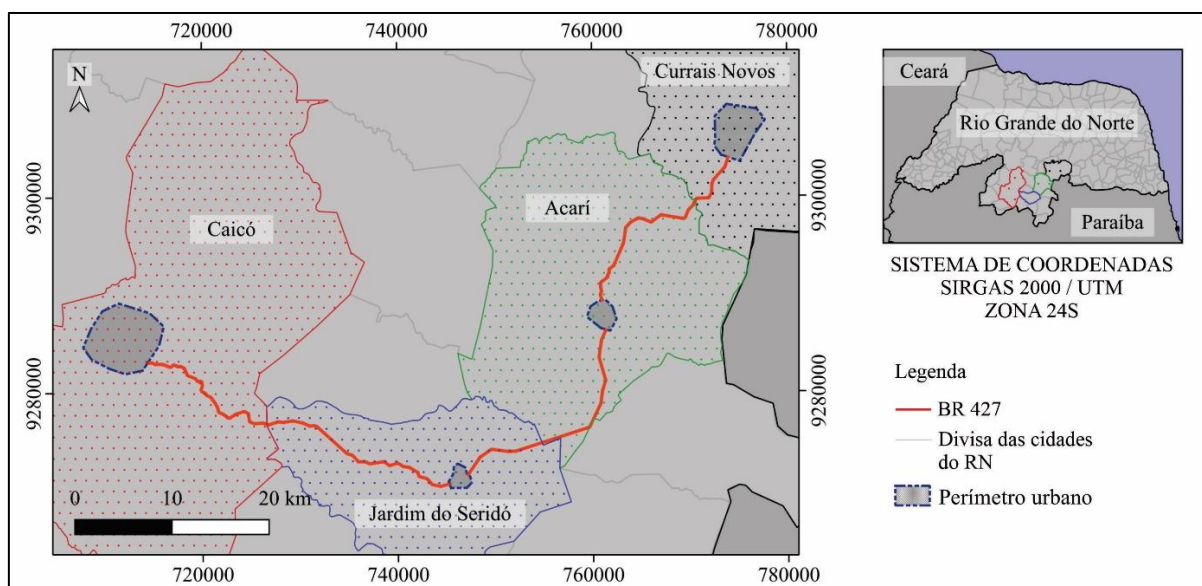 720000
740000
760000
780000
N
Currais Novos
Acarí
Caicó
Jardim do Seridó
9300000
9280000
9300000
9280000
0
10
20 km
720000
740000
760000
780000
Ceará
Rio Grande do Norte
Paraíba
SISTEMA DE COORDENADAS
SIRGAS 2000 / UTM
ZONA 24S
Legenda
BR 427
Divisa das cidades
do RN
Perímetro urbano